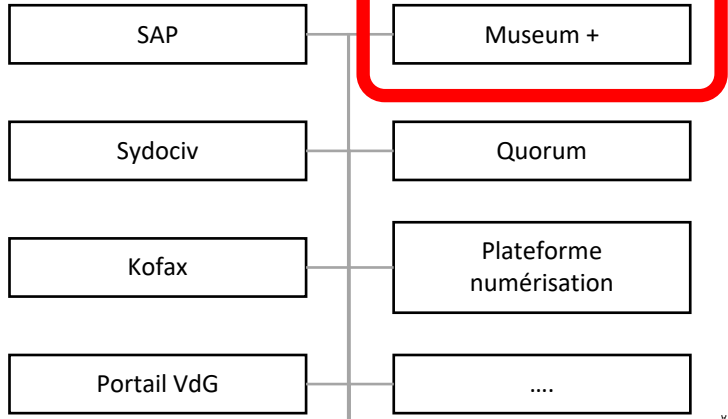 SAP
Museum +
Sydociv
Quorum
Kofax
Plateforme
numérisation
Portail VdG
....